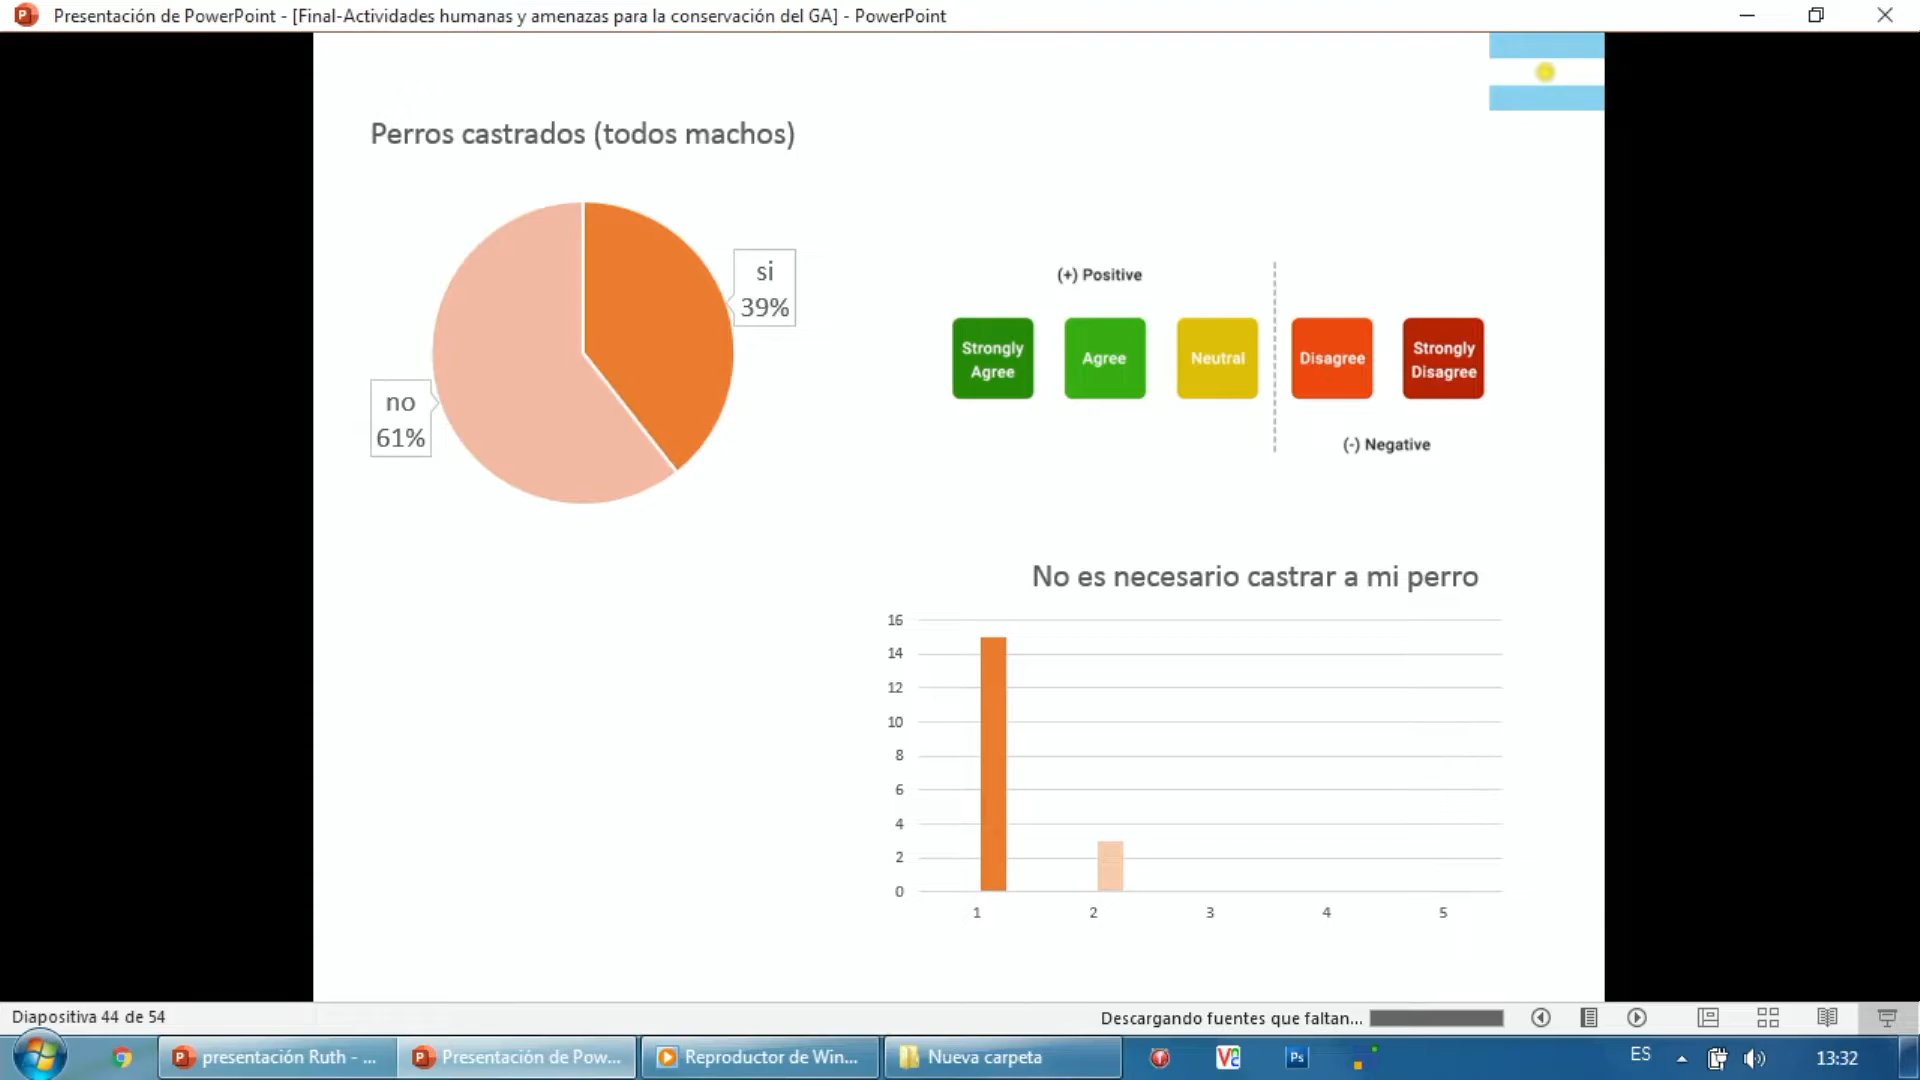 Presentación de PowerPoint - [Final-Actividades humanas y amenazas para la conservación del GA] - PowerPoint
Perros castrados (todos machos)
si
39%
no
61%
(+) Positive
Strongly
Agree
Agree
Neutral
Disagree
Strongly
Disagree
(-) Negative
No es necesario castrar a mi perro
16
14
12
10
8
6
4
2
0
1 2 3 4 5
Diapositiva 44 de 54
Descargando fuentes que faltan...
presentación Ruth - ...
Presentación de Pow...
Reproductor de Win...
Nueva carpeta
Ps
ES
13:32